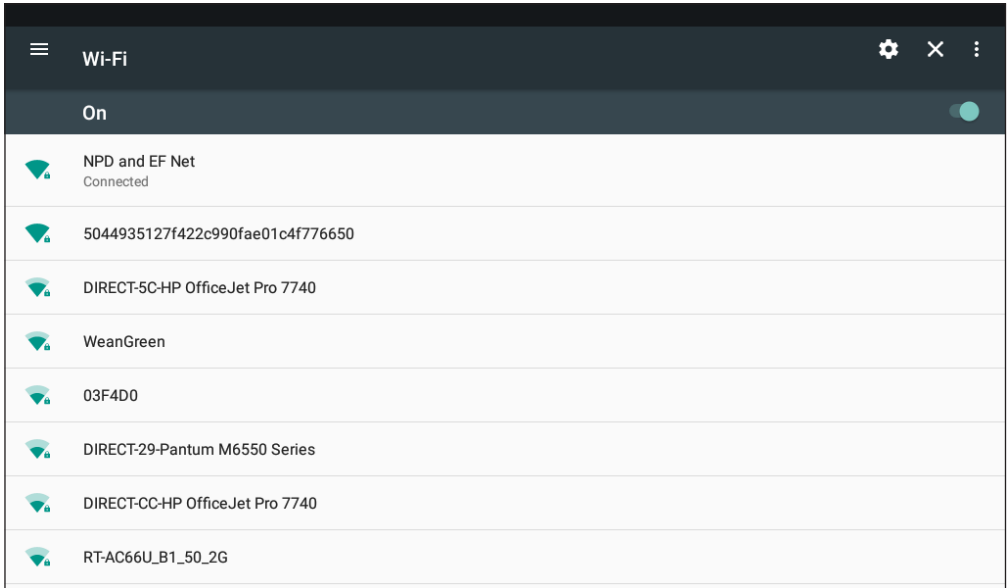 Wi-Fi
On
NPD and EF Net
Connected
5044935127f422c990fae01c4f776650
DIRECT-5C-HP OfficeJet Pro 7740
WeanGreen
03F4D0
DIRECT-29-Pantum M6550 Series
DIRECT-CC-HP OfficeJet Pro 7740
RT-AC66U_B1_50_2G